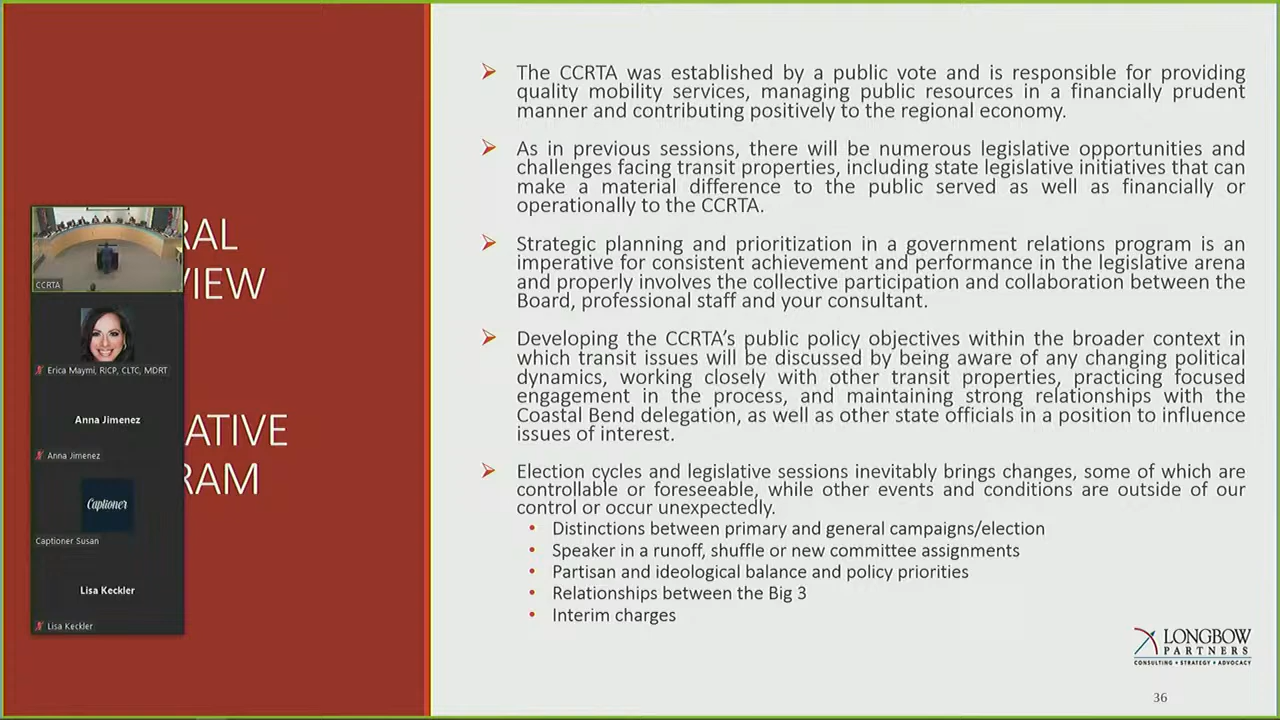 RAL
VIEW
ATIVE
RAM
CCRTA
Erica Maymi, RICP, CLTC, MDRT
Anna Jimenez
Anna Jimenez
Captioner
Captioner Susan
Lisa Keckler
Lisa Keckler
The CCRTA was established by a public vote and is responsible for providing
quality mobility services, managing public resources in a financially prudent
manner and contributing positively to the regional economy.
As in previous sessions, there will be numerous legislative opportunities and
challenges facing transit properties, including state legislative initiatives that can
make a material difference to the public served as well as financially or
operationally to the CCRTA.
Strategic planning and prioritization in a government relations program is an
imperative for consistent achievement and performance in the legislative arena
and properly involves the collective participation and collaboration between the
Board, professional staff and your consultant.
Developing the CCRTA's public policy objectives within the broader context in
which transit issues will be discussed by being aware of any changing political
dynamics, working closely with other transit properties, practicing focused
engagement in the process, and maintaining strong relationships with the
Coastal Bend delegation, as well as other state officials in a position to influence
issues of interest.
Election cycles and legislative sessions inevitably brings changes, some of which are
controllable or foreseeable, while other events and conditions are outside of our
control or occur unexpectedly.
• Distinctions between primary and general campaigns/election
• Speaker in a runoff, shuffle or new committee assignments
• Partisan and ideological balance and policy priorities
• Relationships between the Big 3
• Interim charges
LONGBOW
PARTNERS
CONSULTING • STRATEGY • ADVOCACY
36